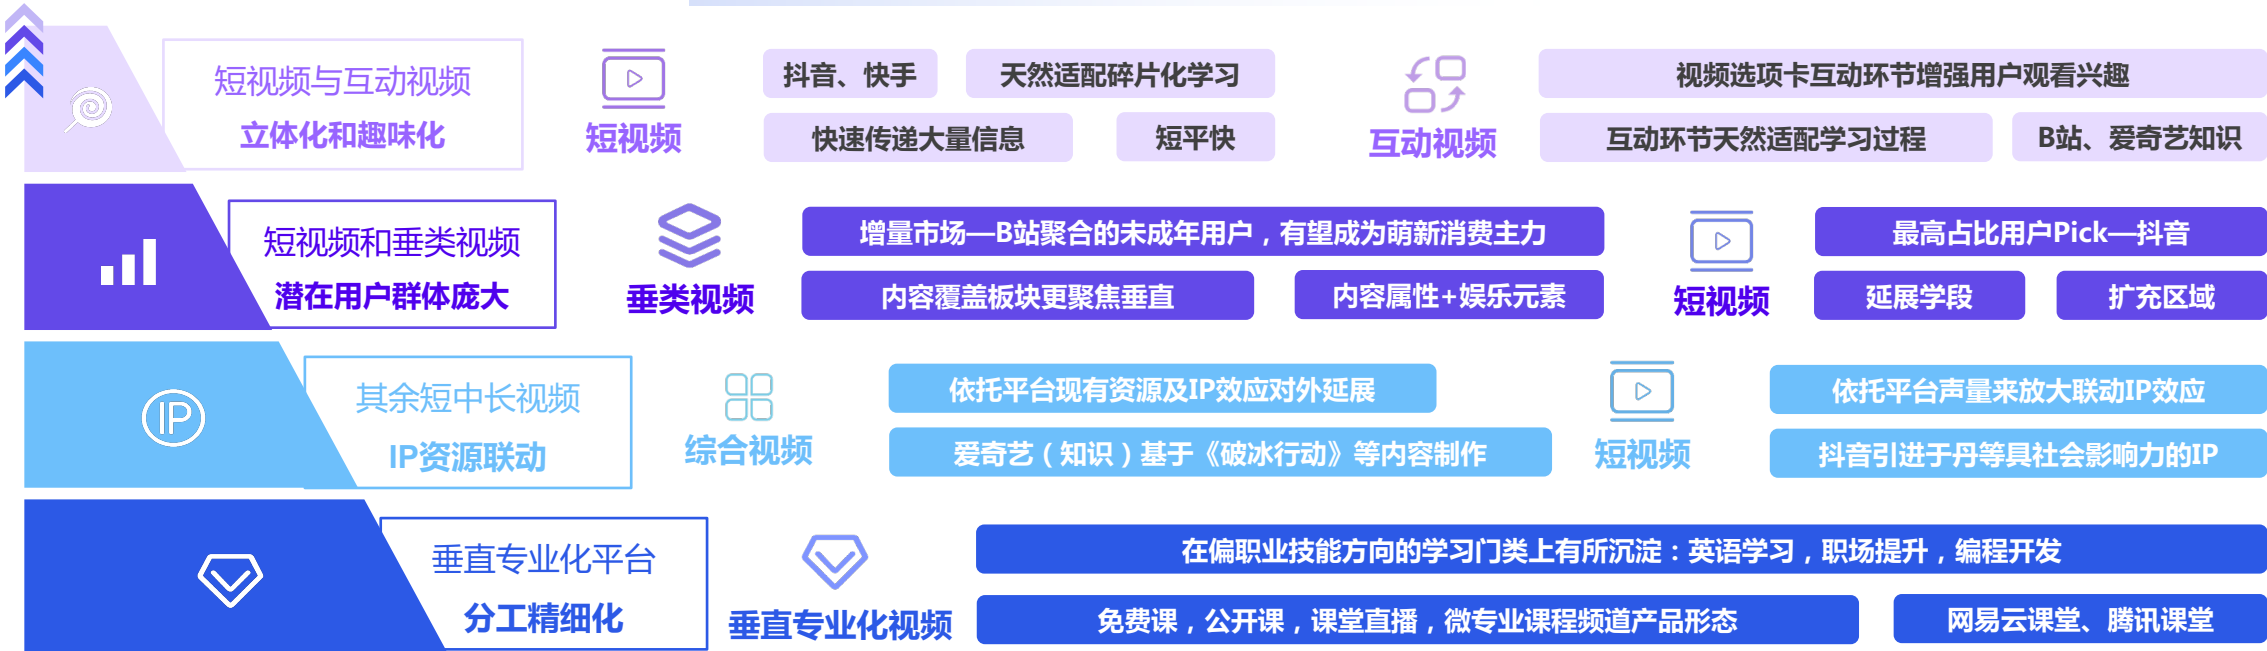 短视频与互动视频
立体化和趣味化
短视频
抖音、快手
天然适配碎片化学习
快速传递大量信息
短平快
互动视频
视频选项卡互动环节增强用户观看兴趣
互动环节天然适配学习过程
B站、爱奇艺知识
短视频和垂类视频
潜在用户群体庞大
垂类视频
增量市场—B站聚合的未成年用户，有望成为萌新消费主力
内容覆盖板块更聚焦垂直
内容属性+娱乐元素
短视频
最高占比用户Pick—抖音
延展学段
扩充区域
IP
其余短中长视频
IP资源联动
综合视频
依托平台现有资源及IP效应对外延展
爱奇艺（知识）基于《破冰行动》等内容制作
短视频
依托平台声量来放大联动IP效应
抖音引进于丹等具社会影响力的IP
垂直专业化平台
分工精细化
垂直专业化视频
在偏职业技能方向的学习门类上有所沉淀：英语学习，职场提升，编程开发
免费课，公开课，课堂直播，微专业课程频道产品形态
网易云课堂、腾讯课堂